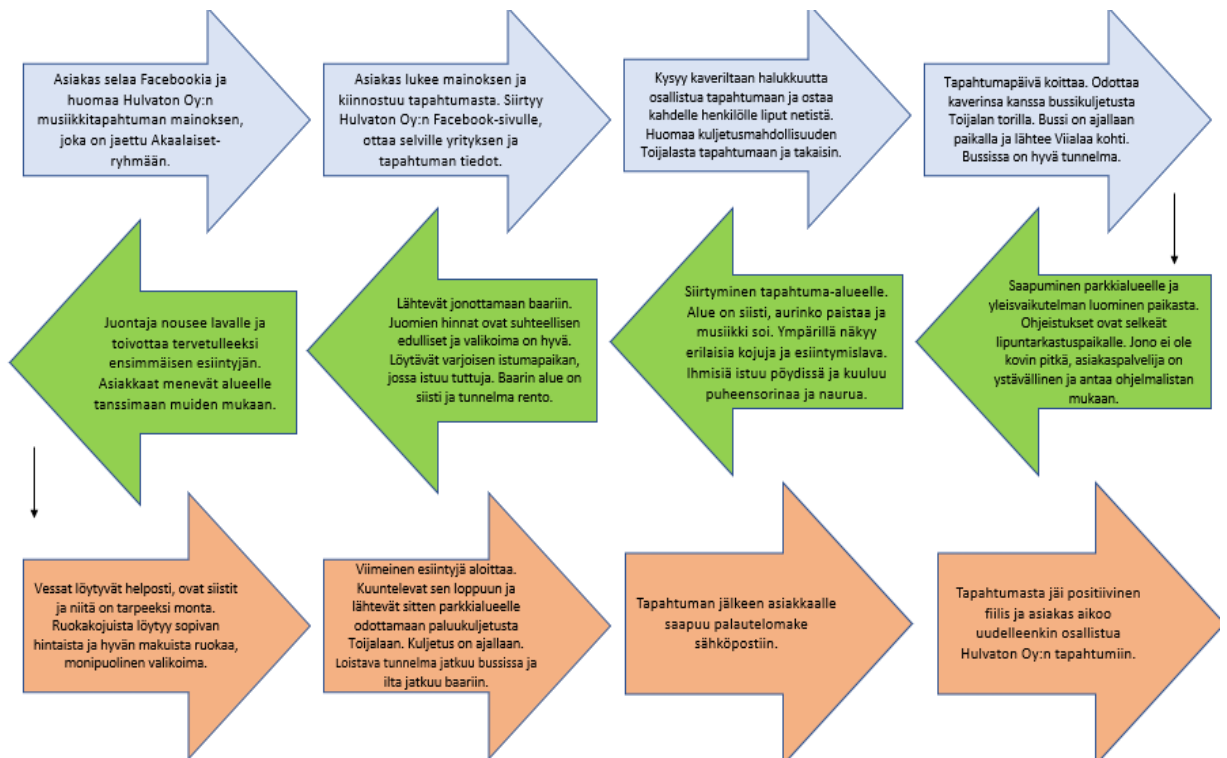 Asiakas selaa Facebookia ja
huomaa Hulvaton Oy:n
musiikkitapahtuman mainoksen,
joka on jaettu Akaalaiset-
ryhmään.
Asiakas lukee mainoksen ja
kiinnostuu tapahtumasta. Siirtyy
Hulvaton Oy:n Facebook-sivulle,
ottaa selville yrityksen ja
tapahtuman tiedot.
Kysyy kaveriltaan halukkuutta
osallistua tapahtumaan ja ostaa
kahdelle henkilölle liput netistä.
Huomaa kuljetusmahdollisuuden
Toijalasta tapahtumaan ja takaisin.
Tapahtumapäivä koittaa. Odottaa
kaverinsa kanssa bussikuljetusta
Toijalan torilla. Bussi on ajallaan
paikalla ja lähtee Viialaa kohti.
Bussissa on hyvä tunnelma.
Saapuminen parkkialueelle ja
yleisvaikutelman luominen paikasta.
Ohjeistukset ovat selkeät
lipuntarkastuspaikalle. Jono ei ole
kovin pitkä, asiakaspalvelija on
ystävällinen ja antaa ohjelmalistan
mukaan.
Siirtyminen tapahtuma-alueelle.
Alue on siisti, aurinko paistaa ja
musiikki soi. Ympärillä näkyy
erilaisia kojuja ja esiintymislava.
Ihmisiä istuu pöydissä ja kuuluu
puheensorinaa ja naurua.
Lähtevät jonottamaan baariin.
Juomien hinnat ovat suhteellisen
edulliset ja valikoima on hyvä.
Löytävät varjoisen istumapaikan,
jossa istuu tuttuja. Baarin alue on
siisti ja tunnelma rento.
Juontaja nousee lavalle ja
toivottaa tervetulleeksi
ensimmäisen esiintyjän.
Asiakkaat menevät alueelle
tanssimaan muiden mukaan.
Vessat löytyvät helposti, ovat siistit
ja niitä on tarpeeksi monta.
Ruokakojuista löytyy sopivan
hintaista ja hyvän makuista ruokaa,
monipuolinen valikoima.
Viimeinen esiintyjä aloittaa.
Kuuntelevat sen loppuun ja
lähtevät sitten parkkialueelle
odottamaan paluukuljetusta
Toijalaan. Kuljetus on ajallaan.
Loistava tunnelma jatkuu bussissa ja
ilta jatkuu baariin.
Tapahtuman jälkeen asiakkaalle
saapuu palautelomake
sähköpostiin.
Tapahtumasta jäi positiivinen
fiilis ja asiakas aikoo
uudelleenkin osallistua
Hulvaton Oy:n tapahtumiin.